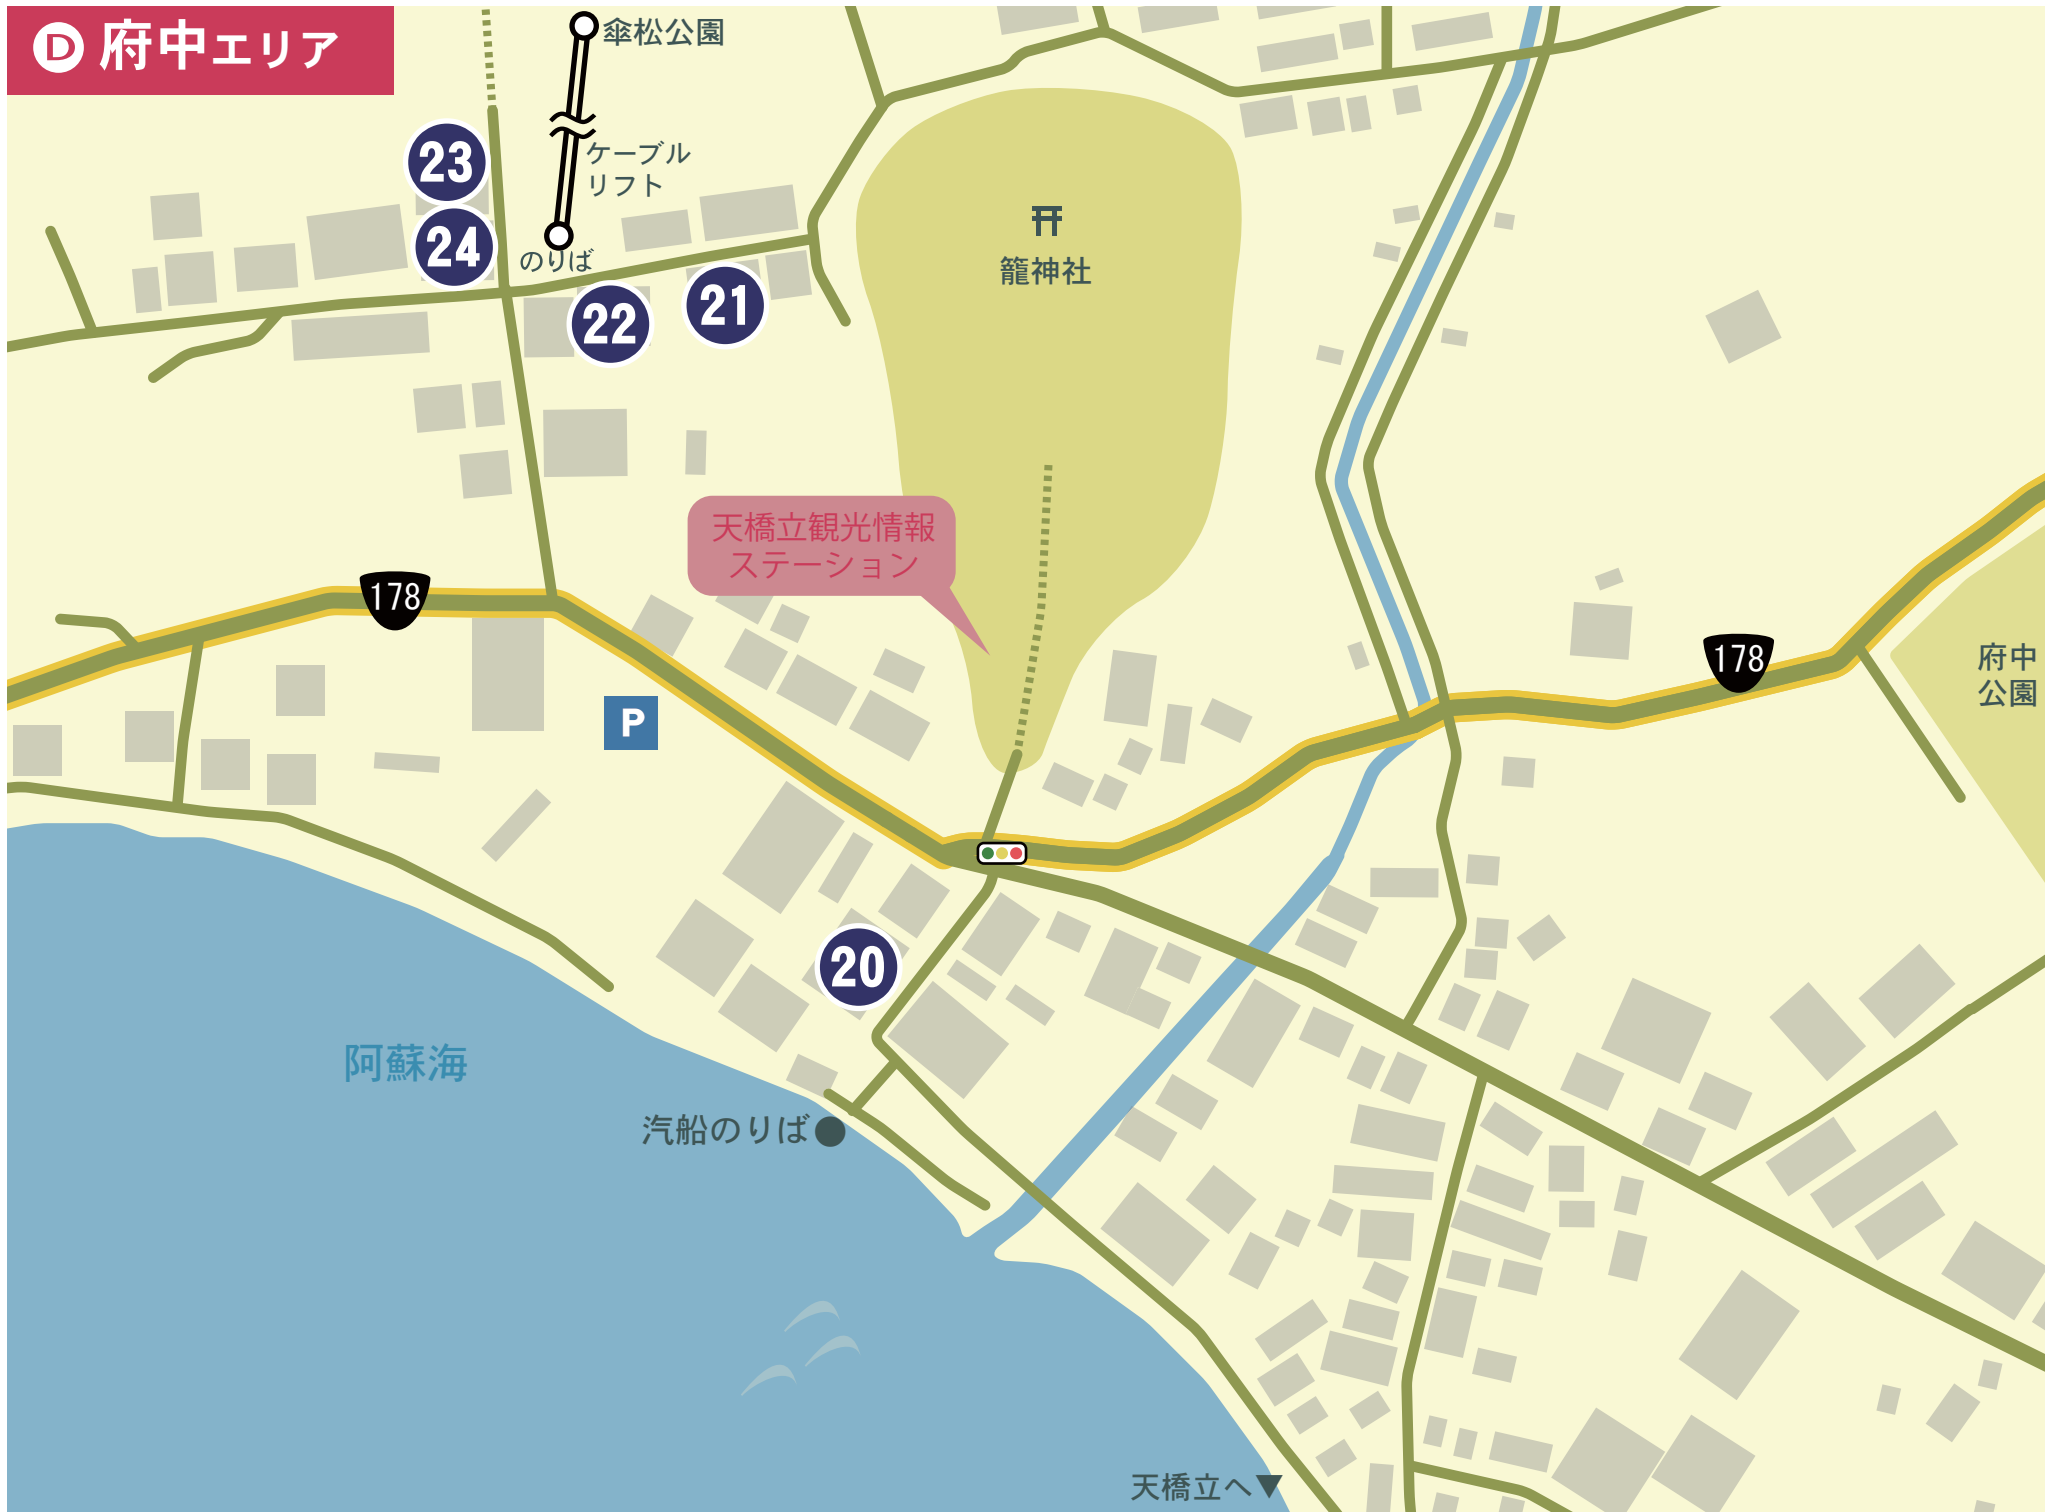 D 府中エリア
傘松公園
ケーブル
リフト
のりば
23
24
22
21
籠神社
天橋立観光情報
ステーション
178
178
府中
公園
P
20
阿蘇海
汽船のりば
天橋立へ▼